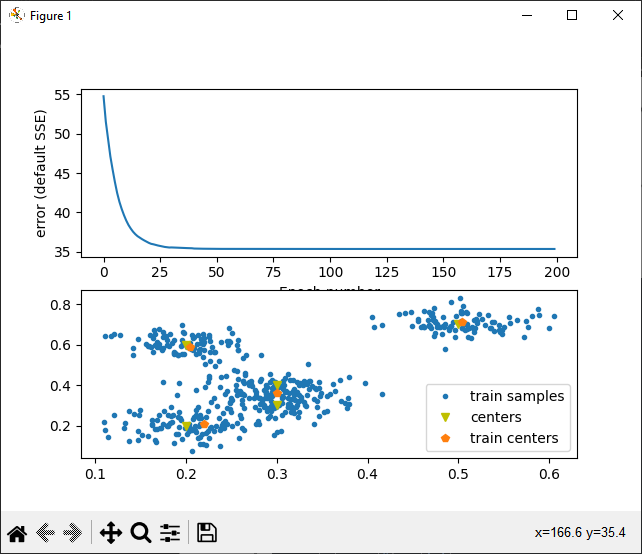 Figure 1
error (default SSE)
55
50
45
40
35
0 25 50 75 100 125 150 175 200
Epoch number
0.8
0.6
0.4
0.2
train samples
centers
train centers
0.1 0.2 0.3 0.4 0.5 0.6
x=166.6 y=35.4